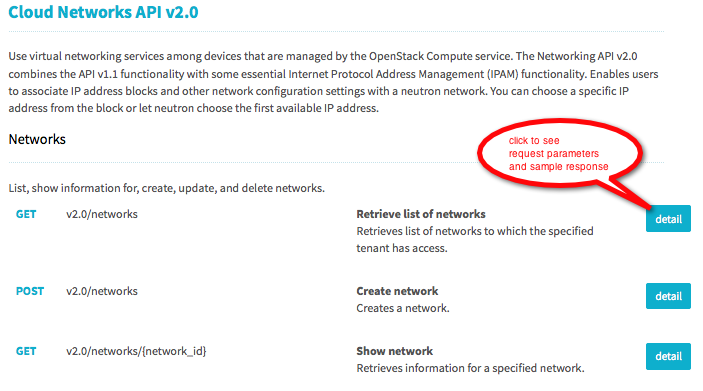 Cloud Networks API v2.0
Use virtual networking services among devices that are managed by the OpenStack Compute service. The Networking API v2.0
combines the API v1.1 functionality with some essential Internet Protocol Address Management (IPAM) functionality. Enables users
to associate IP address blocks and other network configuration settings with a neutron network. You can choose a specific IP
address from the block or let neutron choose the first available IP address.
Networks
click to see
request parameters
and sample response
List, show information for, create, update, and delete networks.
GET v2.0/networks Retrieve list of networks detail
Retrieves list of networks to which the specified
tenant has access.
POST v2.0/networks Create network detail
Creates a network.
GET v2.0/networks/{network_id} Show network detail
Retrieves information for a specified network.